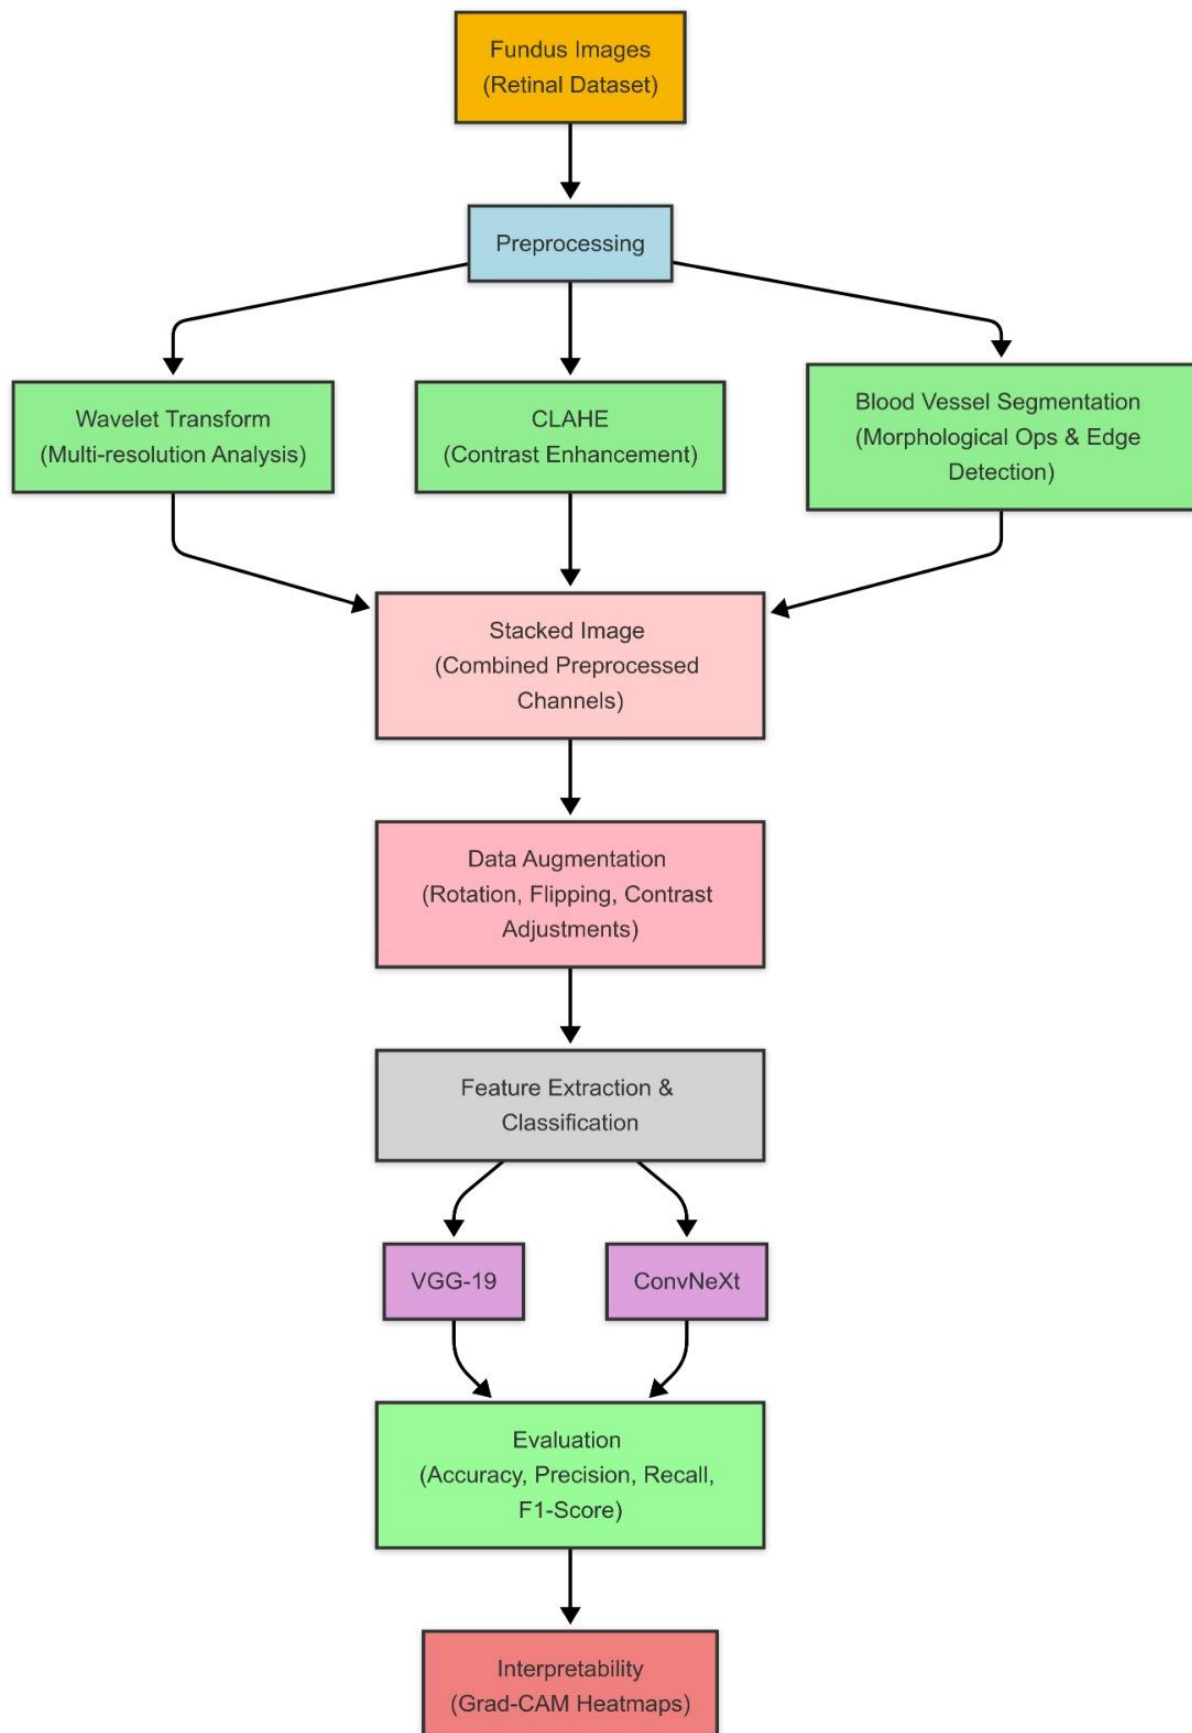 Fundus Images
(Retinal Dataset)
Preprocessing
Wavelet Transform
(Multi-resolution Analysis)
CLAHE
(Contrast Enhancement)
Blood Vessel Segmentation
(Morphological Ops & Edge
Detection)
Stacked Image
(Combined Preprocessed
Channels)
Data Augmentation
(Rotation, Flipping, Contrast
Adjustments)
Feature Extraction &
Classification
VGG-19
ConvNeXt
Evaluation
(Accuracy, Precision, Recall,
F1-Score)
Interpretability
(Grad-CAM Heatmaps)